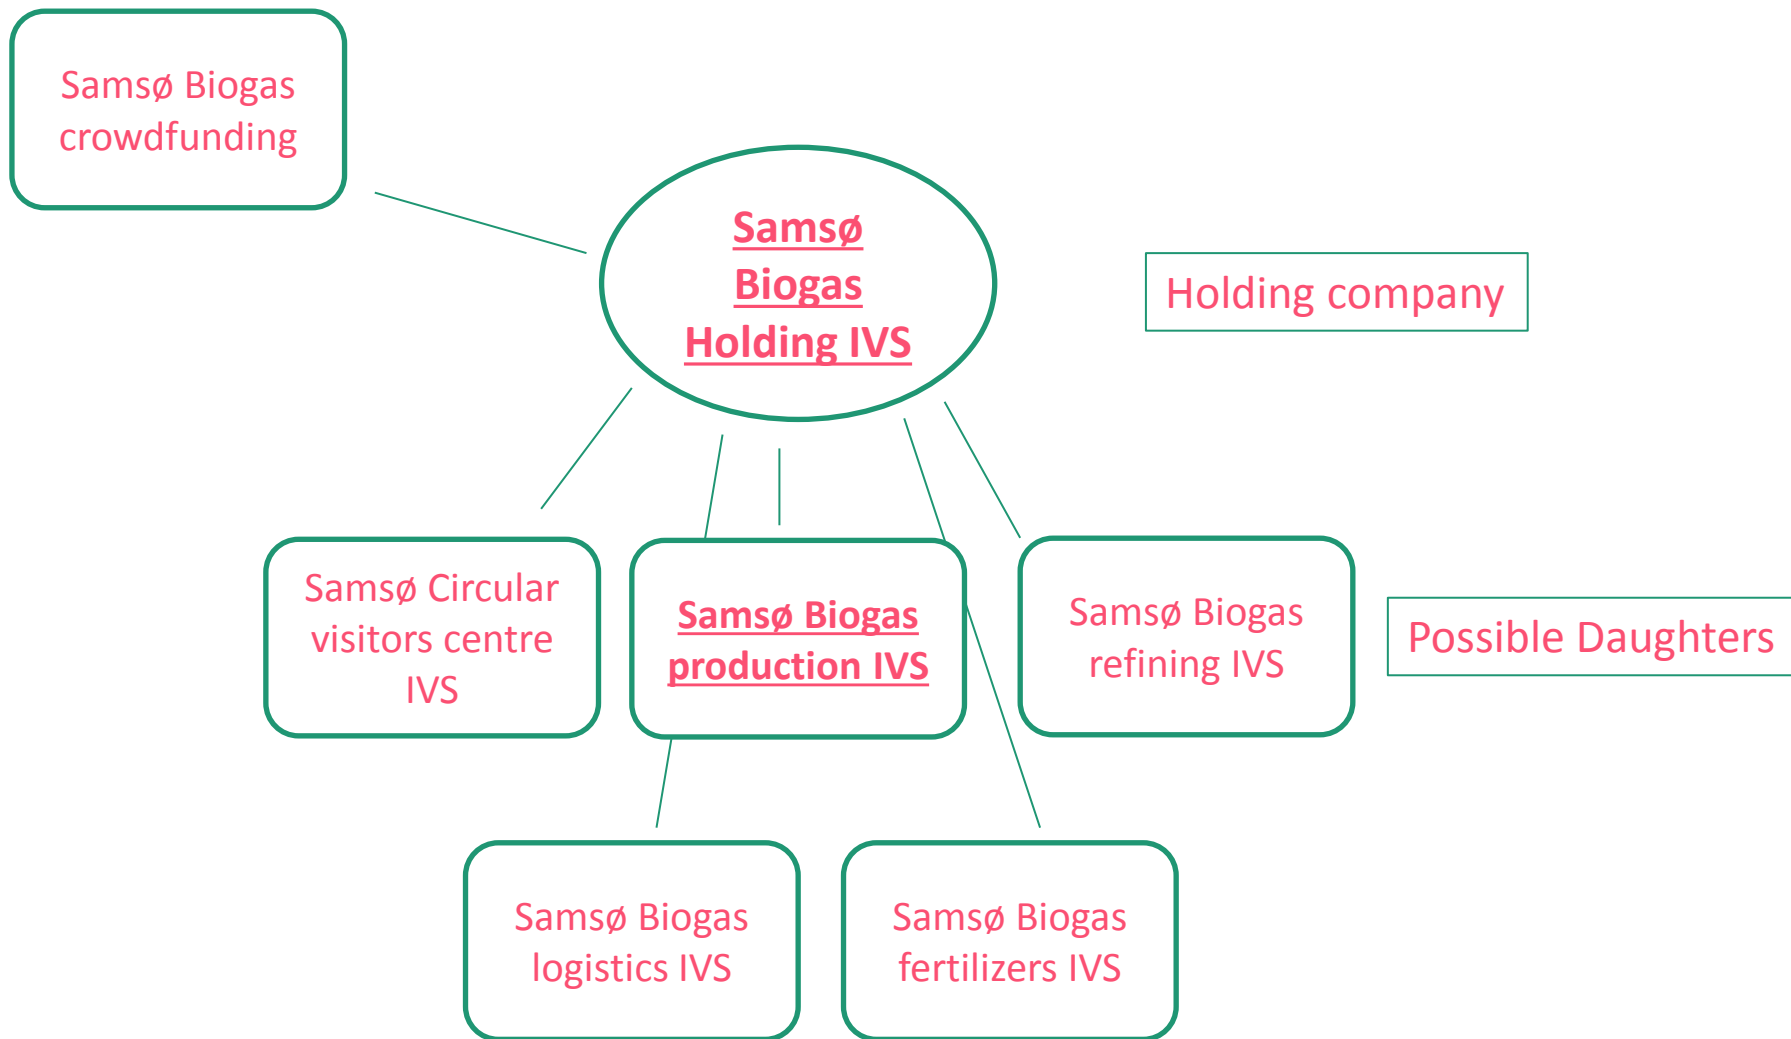 Samsø Biogas
crowdfunding
Samsø
Biogas
Holding IVS
Holding company
Samsø Circular
visitors centre
IVS
Samsø Biogas
production IVS
Samsø Biogas
refining IVS
Possible Daughters
Samsø Biogas
logistics IVS
Samsø Biogas
fertilizers IVS